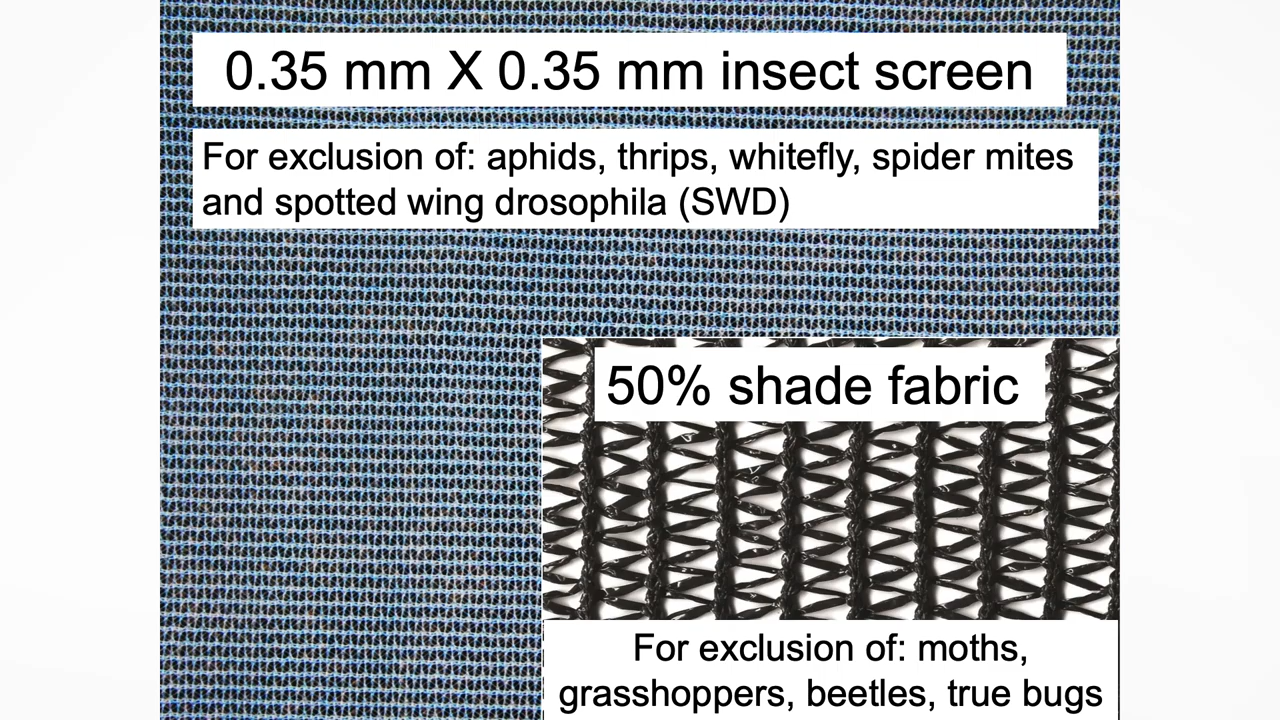 0.35 mm X 0.35 mm insect screen
For exclusion of: aphids, thrips, whitefly, spider mites
and spotted wing drosophila (SWD)
50% shade fabric
For exclusion of: moths,
grasshoppers, beetles, true bugs